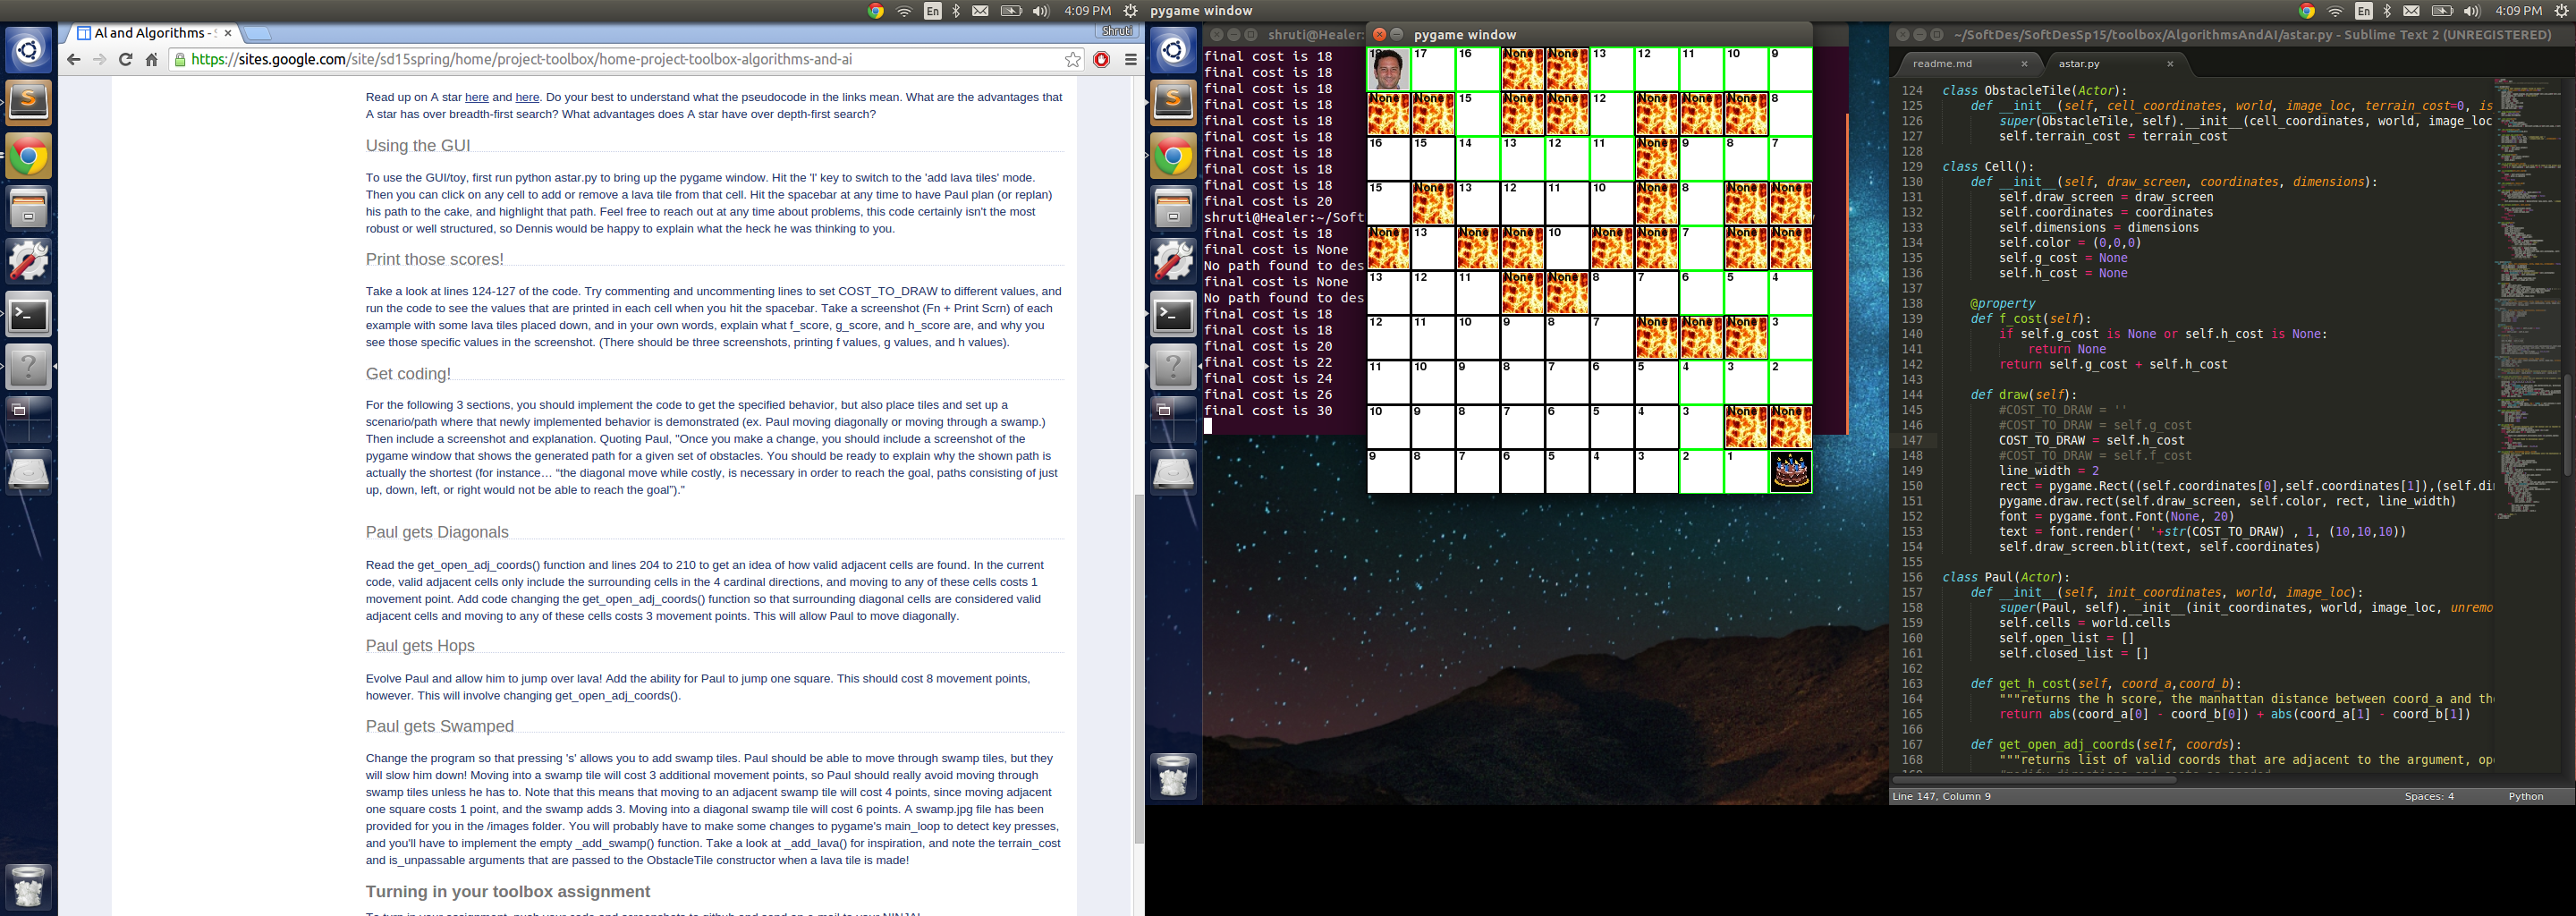 En
4:09 PM
pygame window
En
4:09 PM
AI and Algorithms - S
Shruti
https://sites.google.com/site/sd15spring/home/project-toolbox/home-project-toolbox-algorithms-and-ai
Read up on A star here and here. Do your best to understand what the pseudocode in the links mean. What are the advantages that
A star has over breadth-first search? What advantages does A star have over depth-first search?
Using the GUI
To use the GUI/toy, first run python astar.py to bring up the pygame window. Hit the 'l' key to switch to the 'add lava tiles' mode.
Then you can click on any cell to add or remove a lava tile from that cell. Hit the spacebar at any time to have Paul plan (or replan)
his path to the cake, and highlight that path. Feel free to reach out at any time about problems, this code certainly isn't the most
robust or well structured, so Dennis would be happy to explain what the heck he was thinking to you.
Print those scores!
Take a look at lines 124-127 of the code. Try commenting and uncommenting lines to set COST_TO_DRAW to different values, and
run the code to see the values that are printed in each cell when you hit the spacebar. Take a screenshot (Fn + Print Scrn) of each
example with some lava tiles placed down, and in your own words, explain what f_score, g_score, and h_score are, and why you
see those specific values in the screenshot. (There should be three screenshots, printing f values, g values, and h values).
Get coding!
For the following 3 sections, you should implement the code to get the specified behavior, but also place tiles and set up a
scenario/path where that newly implemented behavior is demonstrated (ex. Paul moving diagonally or moving through a swamp.)
Then include a screenshot and explanation. Quoting Paul, "Once you make a change, you should include a screenshot of the
pygame window that shows the generated path for a given set of obstacles. You should be ready to explain why the shown path is
actually the shortest (for instance… “the diagonal move while costly, is necessary in order to reach the goal, paths consisting of just
up, down, left, or right would not be able to reach the goal”)."
Paul gets Diagonals
Read the get_open_adj_coords() function and lines 204 to 210 to get an idea of how valid adjacent cells are found. In the current
code, valid adjacent cells only include the surrounding cells in the 4 cardinal directions, and moving to any of these cells costs 1
movement point. Add code changing the get_open_adj_coords() function so that surrounding diagonal cells are considered valid
adjacent cells and moving to any of these cells costs 3 movement points. This will allow Paul to move diagonally.
Paul gets Hops
Evolve Paul and allow him to jump over lava! Add the ability for Paul to jump one square. This should cost 8 movement points,
however. This will involve changing get_open_adj_coords().
Paul gets Swamped
Change the program so that pressing 's' allows you to add swamp tiles. Paul should be able to move through swamp tiles, but they
will slow him down! Moving into a swamp tile will cost 3 additional movement points, so Paul should really avoid moving through
swamp tiles unless he has to. Note that this means that moving to an adjacent swamp tile will cost 4 points, since moving adjacent
one square costs 1 point, and the swamp adds 3. Moving into a diagonal swamp tile will cost 6 points. A swamp.jpg file has been
provided for you in the /images folder. You will probably have to make some changes to pygame's main_loop to detect key presses,
and you'll have to implement the empty _add_swamp() function. Take a look at _add_lava() for inspiration, and note the terrain_cost
and is_unpassable arguments that are passed to the ObstacleTile constructor when a lava tile is made!
Turning in your toolbox assignment
To turn in your assignment, push your code and screenshots to github and send an e-mail to your NINJA!
shruti@Healer:
final cost is 18
final cost is 18
final cost is 18
final cost is 18
final cost is 18
final cost is 18
final cost is 18
final cost is 18
final cost is 18
final cost is 20
shruti@Healer:~/Soft
final cost is 18
final cost is None
No path found to des
final cost is None
No path found to des
final cost is 18
final cost is 18
final cost is 20
final cost is 22
final cost is 24
final cost is 26
final cost is 30
pygame window
18 17 16 None None 13 12 11 10 9
None None 15 None None 12 None None None 8
16 15 14 13 12 11 None 9 8 7
15 None 13 12 11 10 None 8 None None
None 13 None None 10 None None 7 None None
13 12 11 None None 8 7 6 5 4
12 11 10 9 8 7 None None None 3
11 10 9 8 7 6 5 4 3 2
10 9 8 7 6 5 4 3 None None
9 8 7 6 5 4 3 2 1
~/SoftDes/SoftDesSp15/toolbox/AlgorithmsAndAI/astar.py - Sublime Text 2 (UNREGISTERED)
readme.md
astar.py
124 class ObstacleTile(Actor):
125 def __init__(self, cell_coordinates, world, image_loc, terrain_cost=0, is
126 super(ObstacleTile, self).__init__(cell_coordinates, world, image_loc
127 self.terrain_cost = terrain_cost
128
129 class Cell():
130 def __init__(self, draw_screen, coordinates, dimensions):
131 self.draw_screen = draw_screen
132 self.coordinates = coordinates
133 self.dimensions = dimensions
134 self.color = (0,0,0)
135 self.g_cost = None
136 self.h_cost = None
137
138 @property
139 def f_cost(self):
140 if self.g_cost is None or self.h_cost is None:
141 return None
142 return self.g_cost + self.h_cost
143
144 def draw(self):
145 #COST_TO_DRAW = ''
146 #COST_TO_DRAW = self.g_cost
147 COST_TO_DRAW = self.h_cost
148 #COST_TO_DRAW = self.f_cost
149 line_width = 2
150 rect = pygame.Rect((self.coordinates[0],self.coordinates[1]),(self.di
151 pygame.draw.rect(self.draw_screen, self.color, rect, line_width)
152 font = pygame.font.Font(None, 20)
153 text = font.render(' '+str(COST_TO_DRAW) , 1, (10,10,10))
154 self.draw_screen.blit(text, self.coordinates)
155
156 class Paul(Actor):
157 def __init__(self, init_coordinates, world, image_loc):
158 super(Paul, self).__init__(init_coordinates, world, image_loc, unremo
159 self.cells = world.cells
160 self.open_list = []
161 self.closed_list = []
162
163 def get_h_cost(self, coord_a,coord_b):
164 """returns the h score, the manhattan distance between coord_a and th
165 return abs(coord_a[0] - coord_b[0]) + abs(coord_a[1] - coord_b[1])
166
167 def get_open_adj_coords(self, coords):
168 """returns list of valid coords that are adjacent to the argument, op
Line 147, Column 9
Spaces: 4
Python